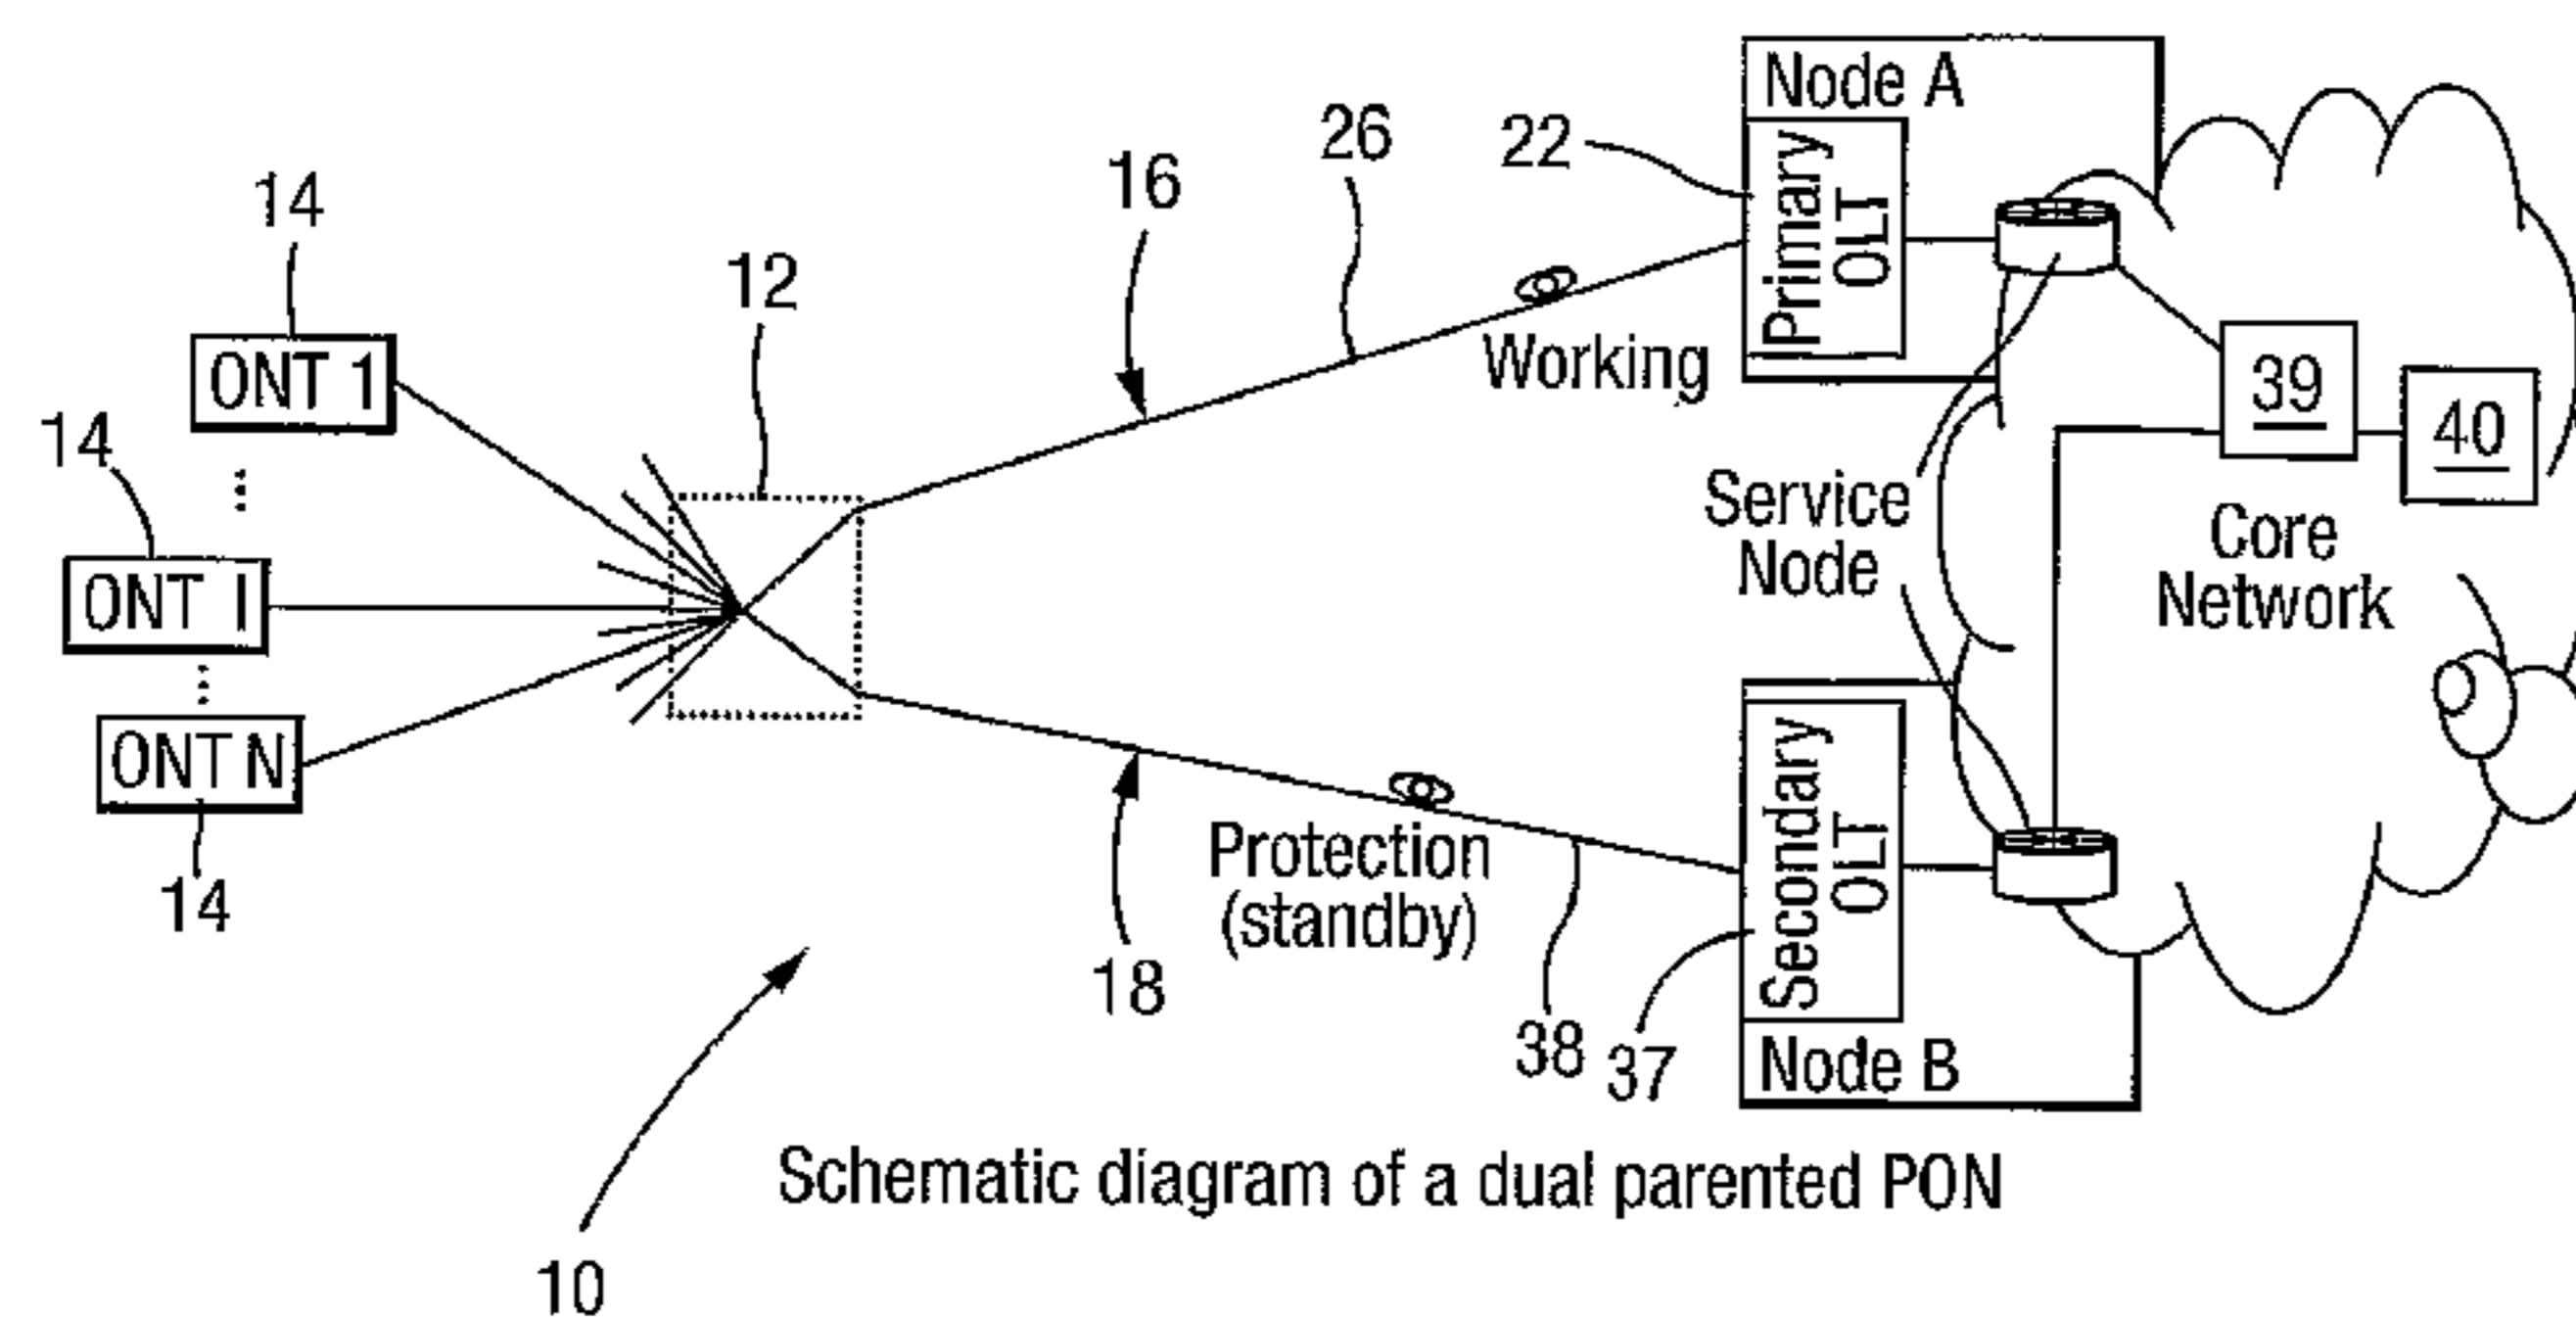 Node A
26
22
16
14
Primary
OLT
12
ONT 1
Working
39
14
40
Service
Node
Core
Network
ONT I
ONT N
Secondary
OLT
Protection
(standby)
14
18
38
37
Node B
Schematic diagram of a dual parented PON
10